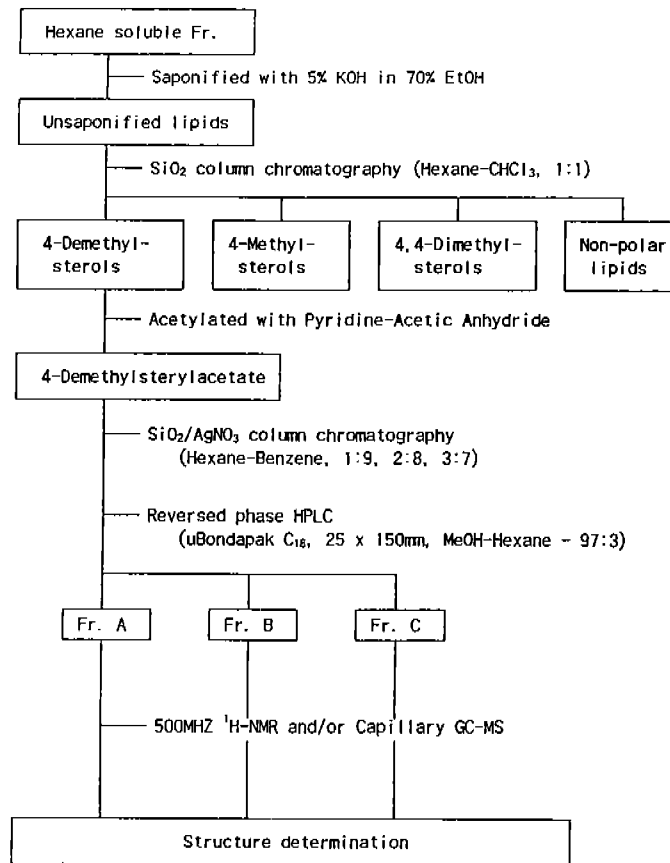 Hexane soluble Fr.
Saponified with 5% KOH in 70% EtOH
Unsaponified lipids
SiO₂ column chromatography (Hexane-CHCl₃, 1:1)
4-Demethyl-
sterols
4-Methyl-
sterols
4,4-Dimethyl-
sterols
Non-polar
lipids
Acetylated with Pyridine-Acetic Anhydride
4-Demethylsterylacetate
SiO₂/AgNO₃ column chromatography
(Hexane-Benzene, 1:9, 2:8, 3:7)
Reversed phase HPLC
(uBondapak C₁₈, 25 x 150mm, MeOH-Hexane - 97:3)
Fr. A
Fr. B
Fr. C
500MHZ ¹H-NMR and/or Capillary GC-MS
Structure determination